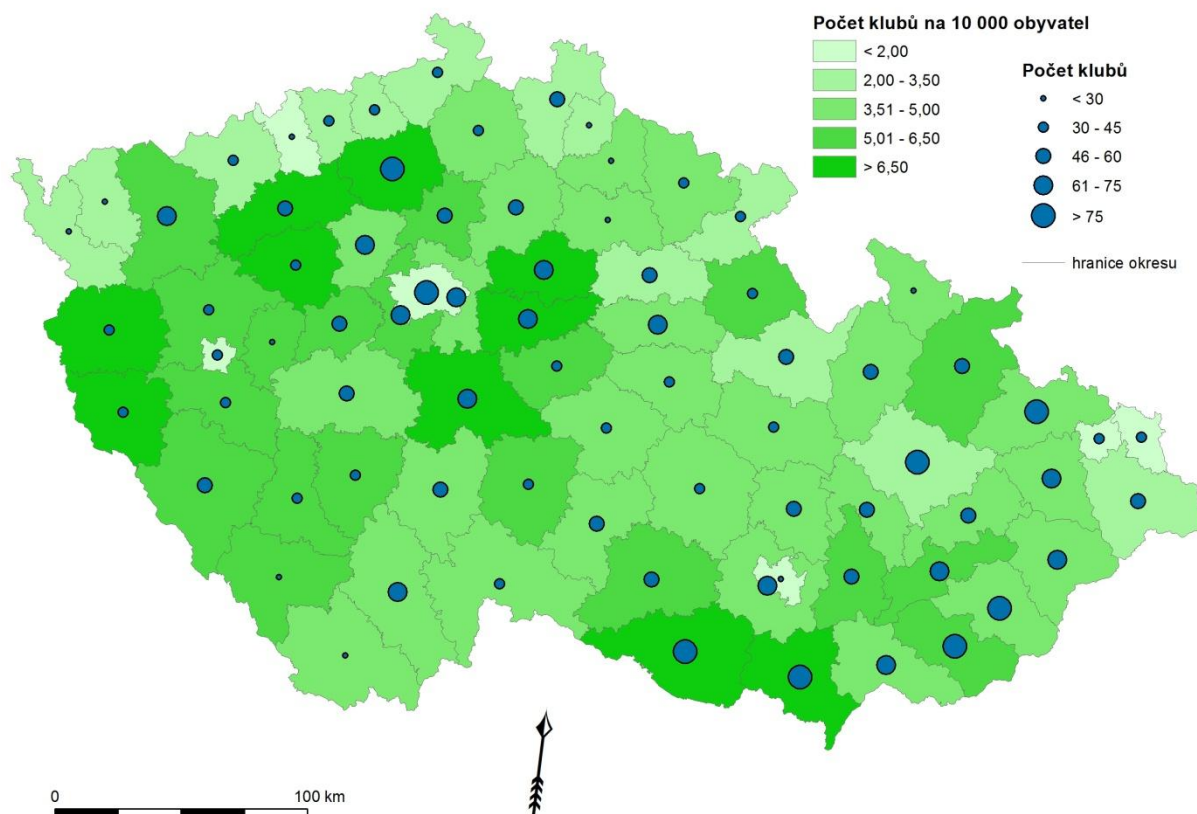 Počet klubů na 10 000 obyvatel
< 2,00
2,00 - 3,50
3,51 - 5,00
5,01 - 6,50
> 6,50
Počet klubů
< 30
30 - 45
46 - 60
61 - 75
> 75
hranice okresu
0 100 km